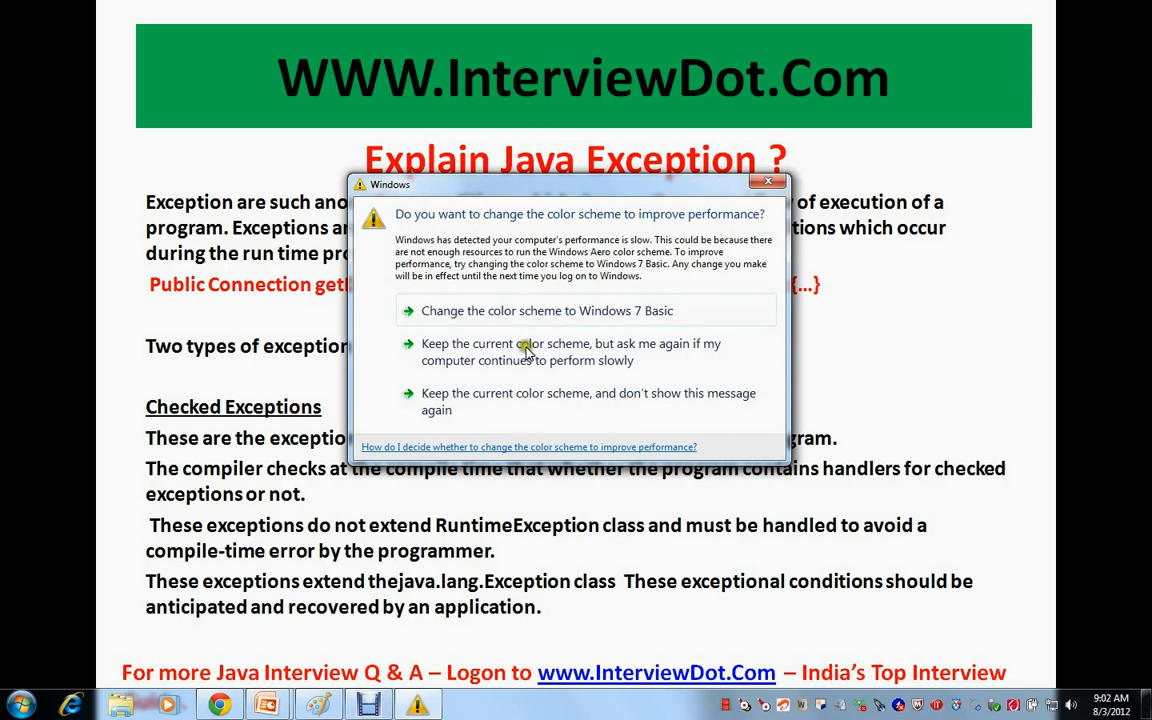 WWW.InterviewDot.Com
Explain Java Exception ?
Windows
Exception are such ano
of execution of a
Do you want to change the color scheme to improve performance?
program. Exceptions ar
tions which occur
Windows has detected your computer's performance is slow. This could be because there
are not enough resources to run the Windows Aero color scheme. To improve
during the run time pro
performance, try changing the color scheme to Windows 7 Basic. Any change you make
will be in effect until the next time you log on to Windows.
Public Connection get
{...}
Change the color scheme to Windows 7 Basic
Two types of exception
Keep the current color scheme, but ask me again if my
computer continues to perform slowly
Keep the current color scheme, and don't show this message
again
Checked Exceptions
These are the exceptio
gram.
How do I decide whether to change the color scheme to improve performance?
The compiler checks at the compile time that whether the program contains handlers for checked
exceptions or not.
These exceptions do not extend RuntimeException class and must be handled to avoid a
compile-time error by the programmer.
These exceptions extend thejava.lang.Exception class These exceptional conditions should be
anticipated and recovered by an application.
For more Java Interview Q & A – Logon to www.InterviewDot.Com – India's Top Interview
9:02 AM
8/3/2012